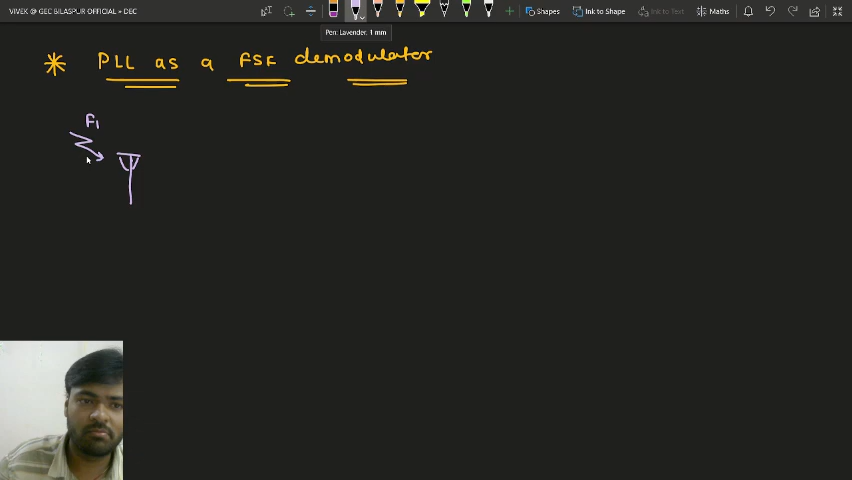 VIVEK @ GEC BILASPUR OFFICIAL + DEC
Shapes Ink to Shape Ink to Text Maths
Pen: Lavender, 1 mm
* PLL as a FSK demodulator
F1